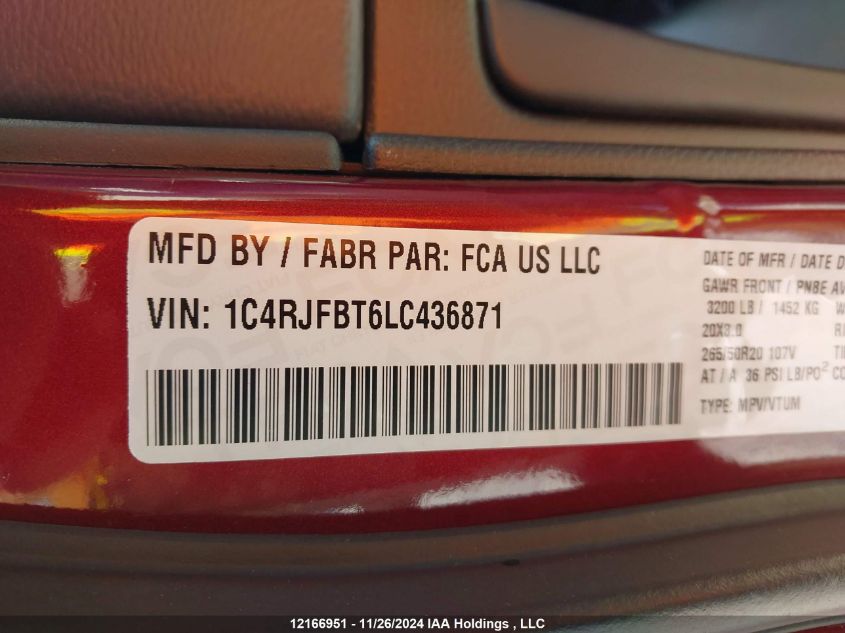 MFD BY / FABR PAR: FCA US LLC
VIN: 1C4RJFBT6LC436871
DATE OF MFR / DATE D
GAWR FRONT / PNBE AV
3200 LB / 1452 KG W
20X8.0
265/50R20 107V
AT / A 36 PSI LB/PO² CO
TYPE: MPV/VTUM
12166951 - 11/26/2024 IAA Holdings , LLC